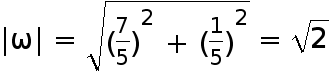 |ω| = √((7/5)² + (1/5)²) = √2